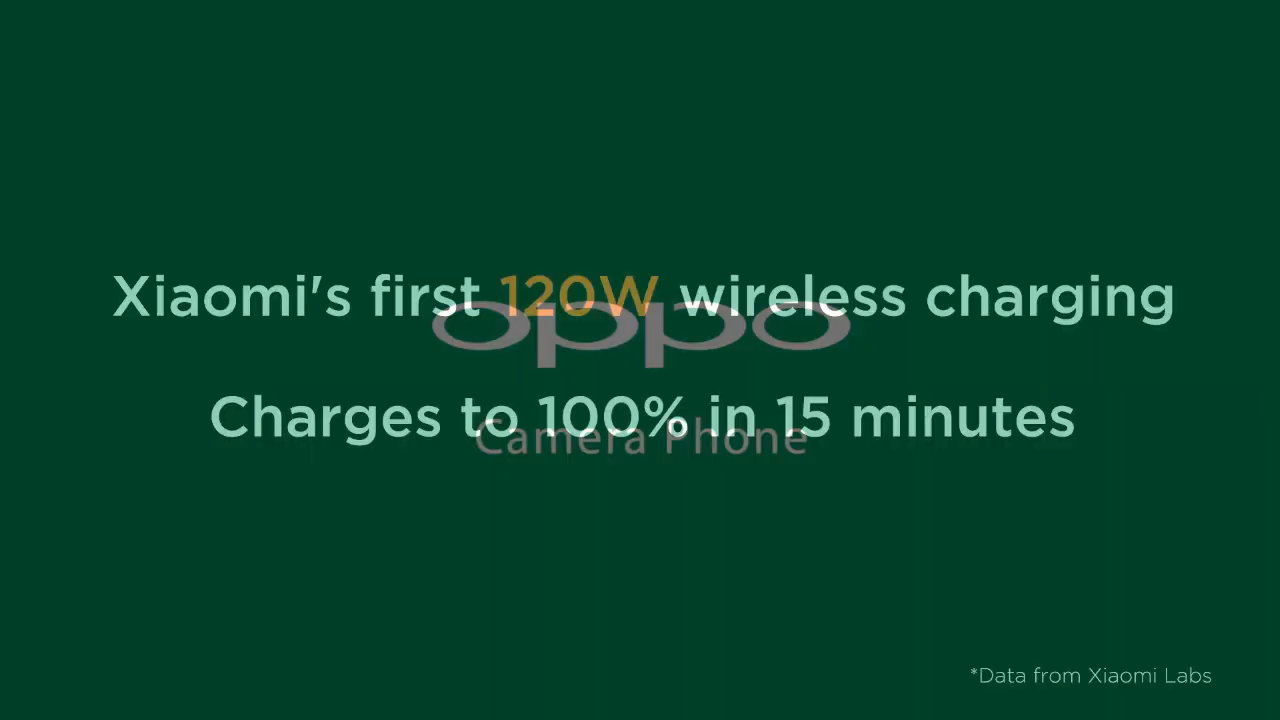 Xiaomi's first 120W wireless charging
oppo
Charges to 100% in 15 minutes
Camera Phone
*Data from Xiaomi Labs